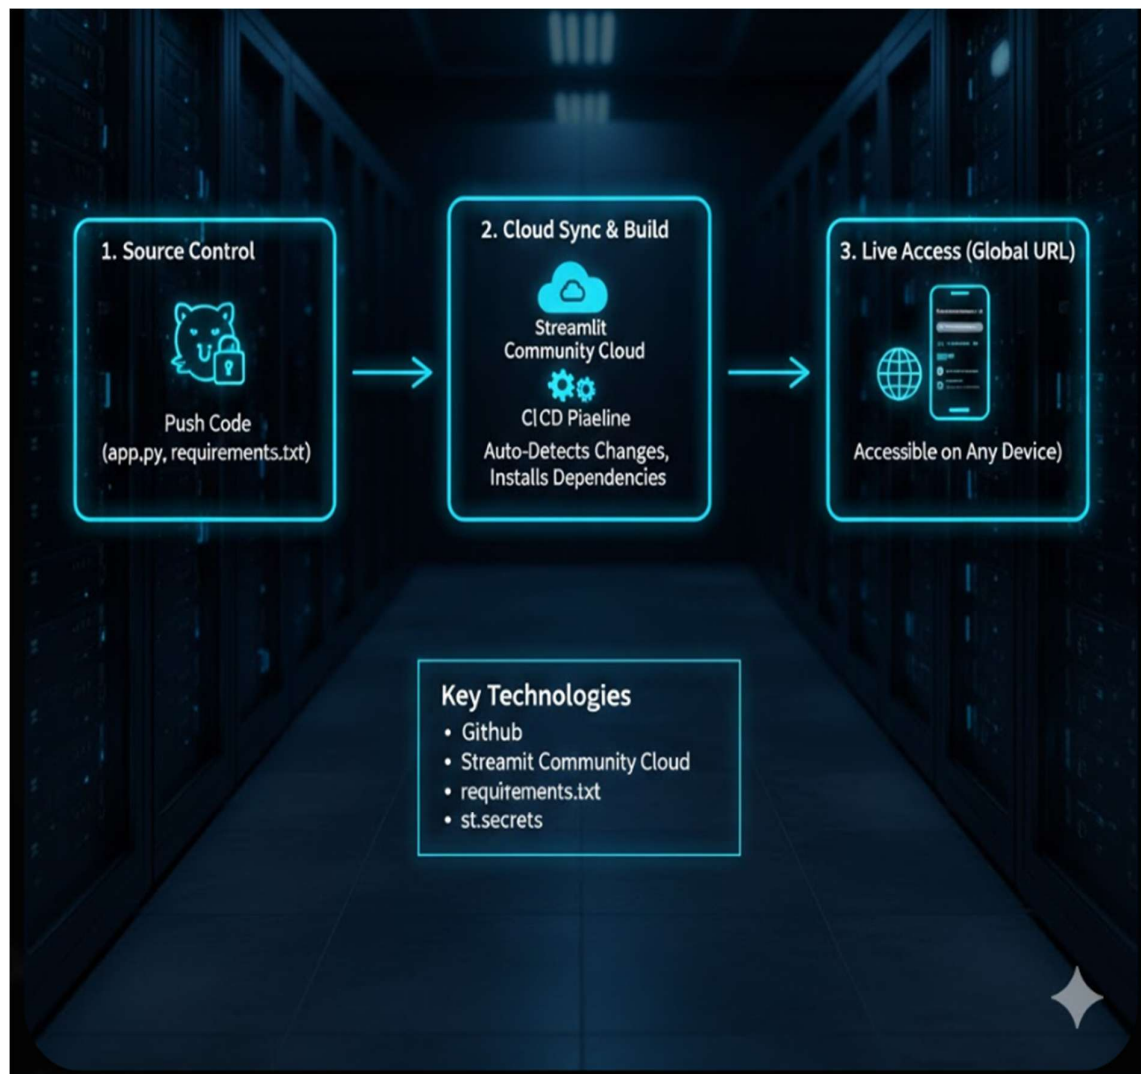 1. Source Control
Push Code
(app,py, requirements.txt)
2. Cloud Sync & Build
Streamlit
Community Cloud
C|CD Piaeline
Auto-Detects Changes,
Installs Dependencies
3. Live Access (Global URL)
Accessible on Any Device)
Key Technologies
• Github
• Streamit Community Cloud
• requirements.txt
• st.secrets